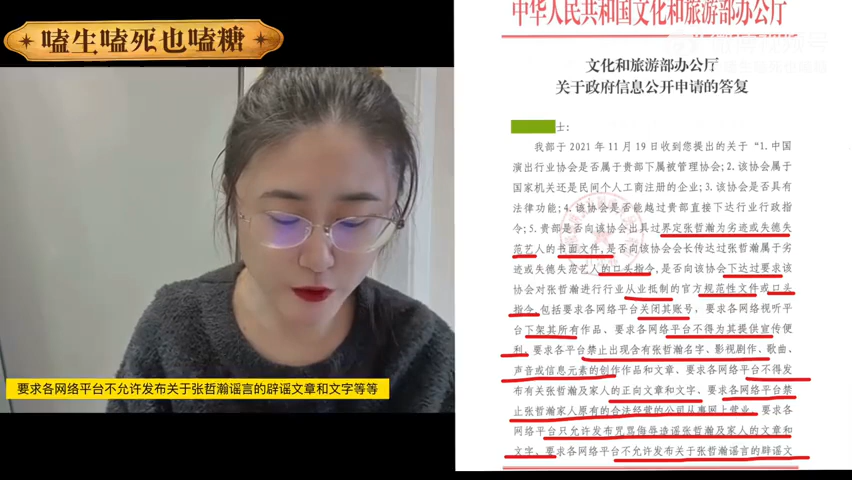 嗑生嗑死也嗑糖
要求各网络平台不允许发布关于张哲瀚谣言的辟谣文章和文字等等
中华人民共和国文化和旅游部办公厅
文化和旅游部办公厅
关于政府信息公开申请的答复
士：
我部于 2021 年 11 月 19 日收到您提出的关于“1.中国
演出行业协会是否属于贵部下属被管理协会；2.该协会属于
国家机关还是民间个人工商注册的企业；3.该协会是否具有
法律功能；4.该协会是否能越过贵部直接下达行业行政指
令；5.贵部是否向该协会出具过界定张哲瀚为劣迹或失德失
范艺人的书面文件，是否向该协会会长传达过张哲瀚属于劣
迹或失德失范艺人的口头指令，是否向该协会下达过要求该
协会对张哲瀚进行行业从业抵制的官方规范性文件或口头
指令，包括要求各网络平台关闭其账号、要求各网络视听平
台下架其所有作品、要求各网络平台不得为其提供宣传便
利、要求各平台禁止出现含有张哲瀚名字、影视剧作、歌曲、
声音或信息元素的创作作品和文章、要求各网络平台不得发
布有关张哲瀚及家人的正向文章和文字、要求各网络平台禁
止张哲瀚家人原有的合法经营的公司从事网上营业、要求各
网络平台只允许发布咒骂侮辱造谣张哲瀚及家人的文章和
文字、要求各网络平台不允许发布关于张哲瀚谣言的辟谣文